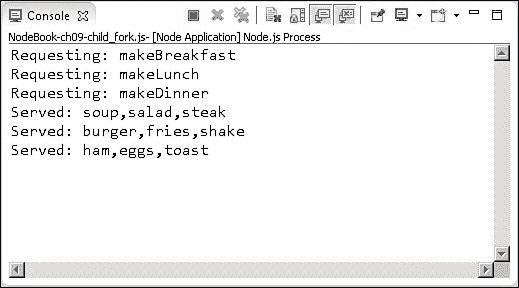 Console
NodeBook-ch09-child_fork.js- [Node Application] Node.js Process
Requesting: makeBreakfast
Requesting: makeLunch
Requesting: makeDinner
Served: soup,salad,steak
Served: burger,fries,shake
Served: ham,eggs,toast